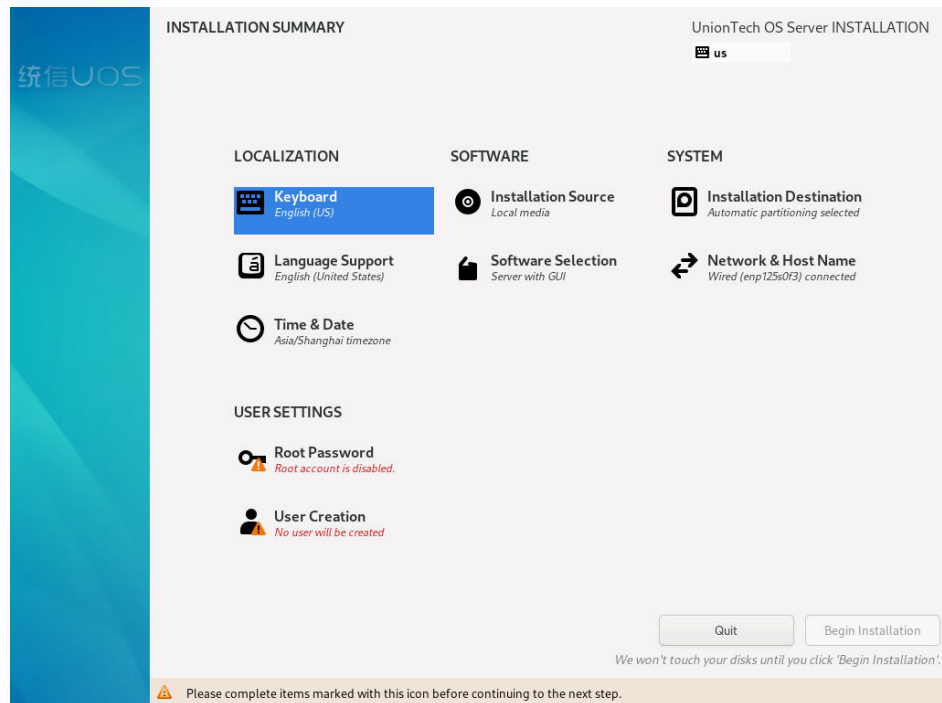 统信UOS
INSTALLATION SUMMARY
UnionTech OS Server INSTALLATION
us
LOCALIZATION
Keyboard
English (US)
Language Support
English (United States)
Time & Date
Asia/Shanghai timezone
SOFTWARE
Installation Source
Local media
Software Selection
Server with GUI
SYSTEM
Installation Destination
Automatic partitioning selected
Network & Host Name
Wired (enp125s0f3) connected
USER SETTINGS
Root Password
Root account is disabled.
User Creation
No user will be created
Quit
Begin Installation
We won't touch your disks until you click 'Begin Installation'.
Please complete items marked with this icon before continuing to the next step.